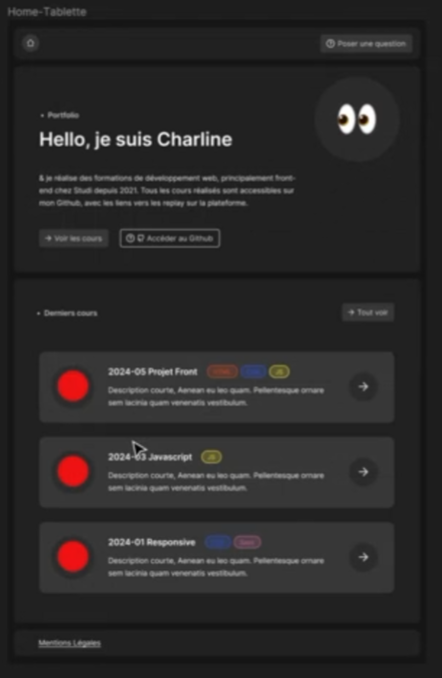 Home-Tablette
Poser une question
• Portfolio
Hello, je suis Charline
& je réalise des formations de développement web, principalement front-
end chez Studi depuis 2021. Tous les cours réalisés sont accessibles sur
mon Github, avec les liens vers les replay sur la plateforme.
→ Voir les cours
Accéder au Github
• Derniers cours
→ Tout voir
2024-05 Projet Front
JS
Description courte, Aenean eu leo quam. Pellentesque ornare
sem lacinia quam venenatis vestibulum.
→
2024-03 Javascript
JS
Description courte, Aenean eu leo quam. Pellentesque ornare
sem lacinia quam venenatis vestibulum.
→
2024-01 Responsive
Description courte, Aenean eu leo quam. Pellentesque ornare
sem lacinia quam venenatis vestibulum.
→
Mentions Légales